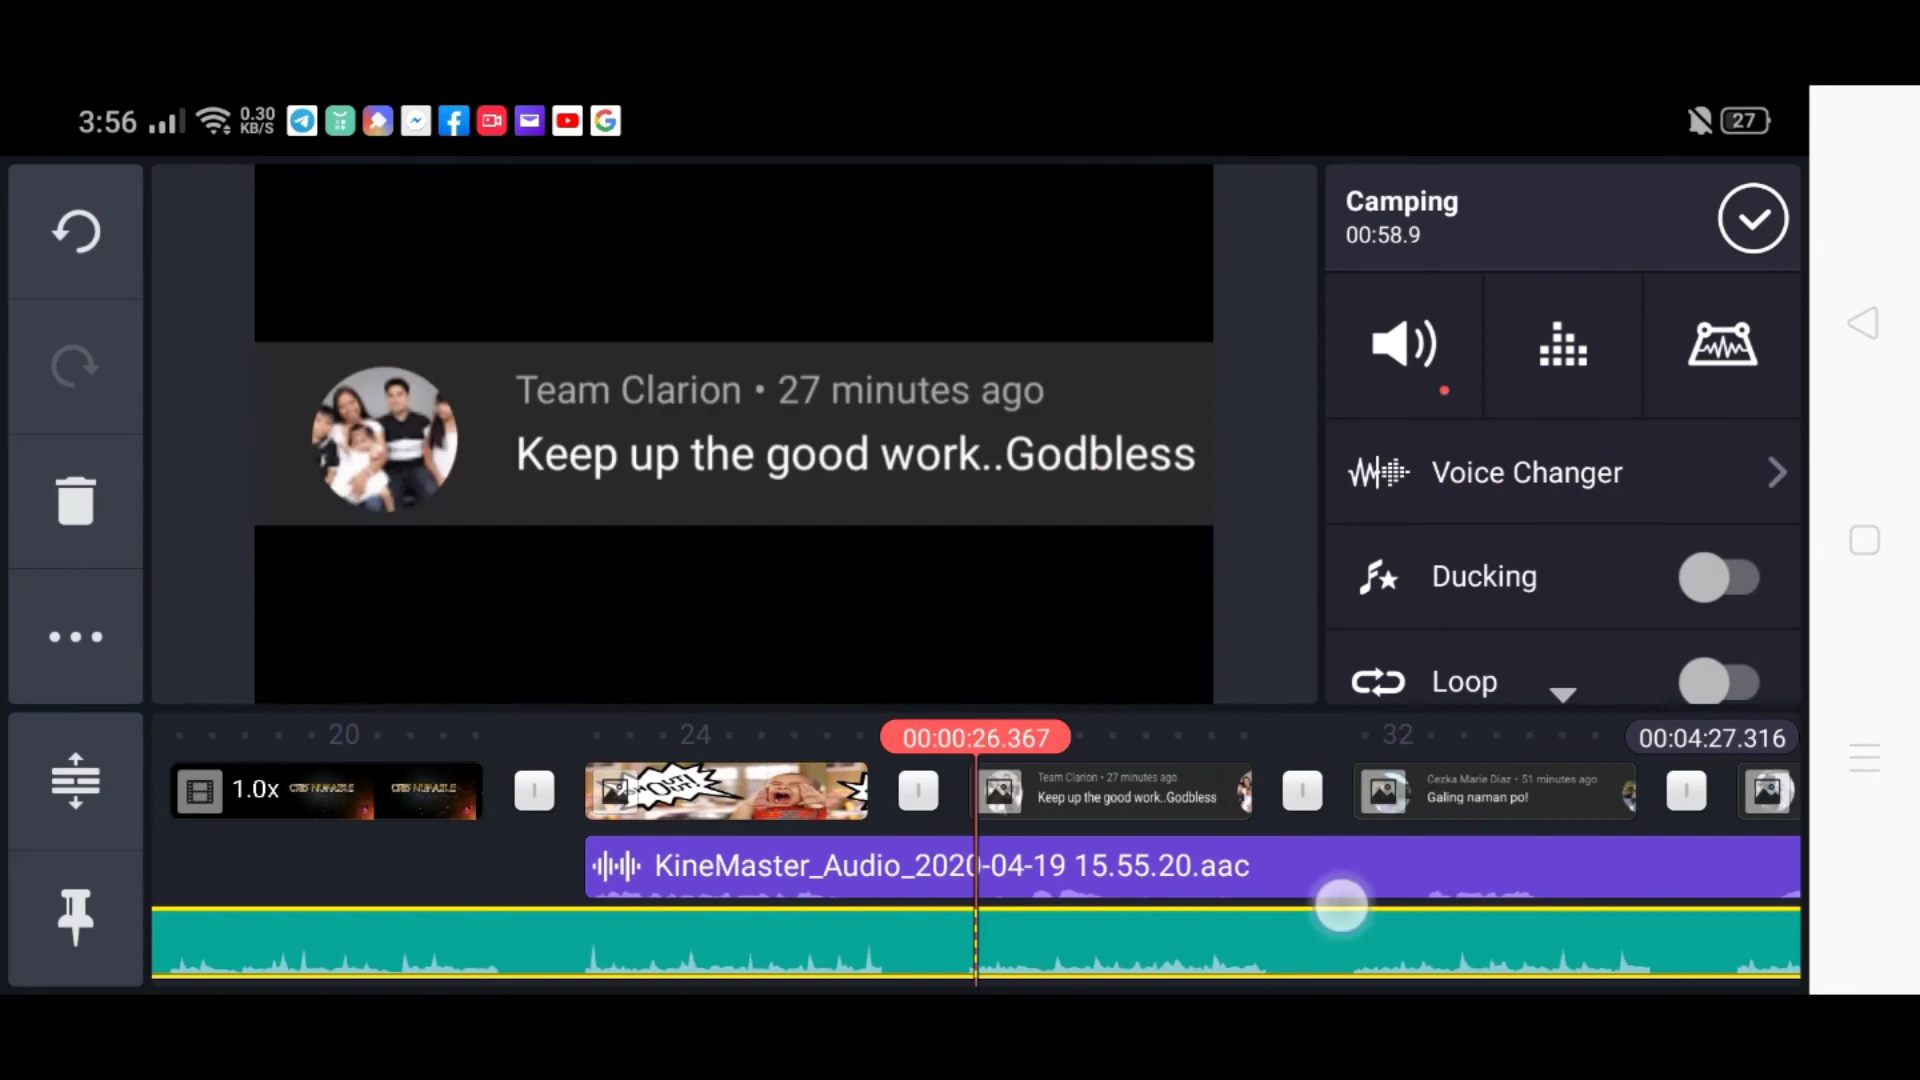 3:56
0.30
KB/S
27
Camping
00:58.9
Team Clarion • 27 minutes ago
Keep up the good work..Godbless
Voice Changer
Ducking
Loop
20
24
00:00:26.367
32
00:04:27.316
1.0x
OUT!
Team Clarion • 27 minutes ago
Keep up the good work..Godbless
Cezka Marie Diaz • 51 minutes ago
Galing naman po!
KineMaster_Audio_2020-04-19 15.55.20.aac